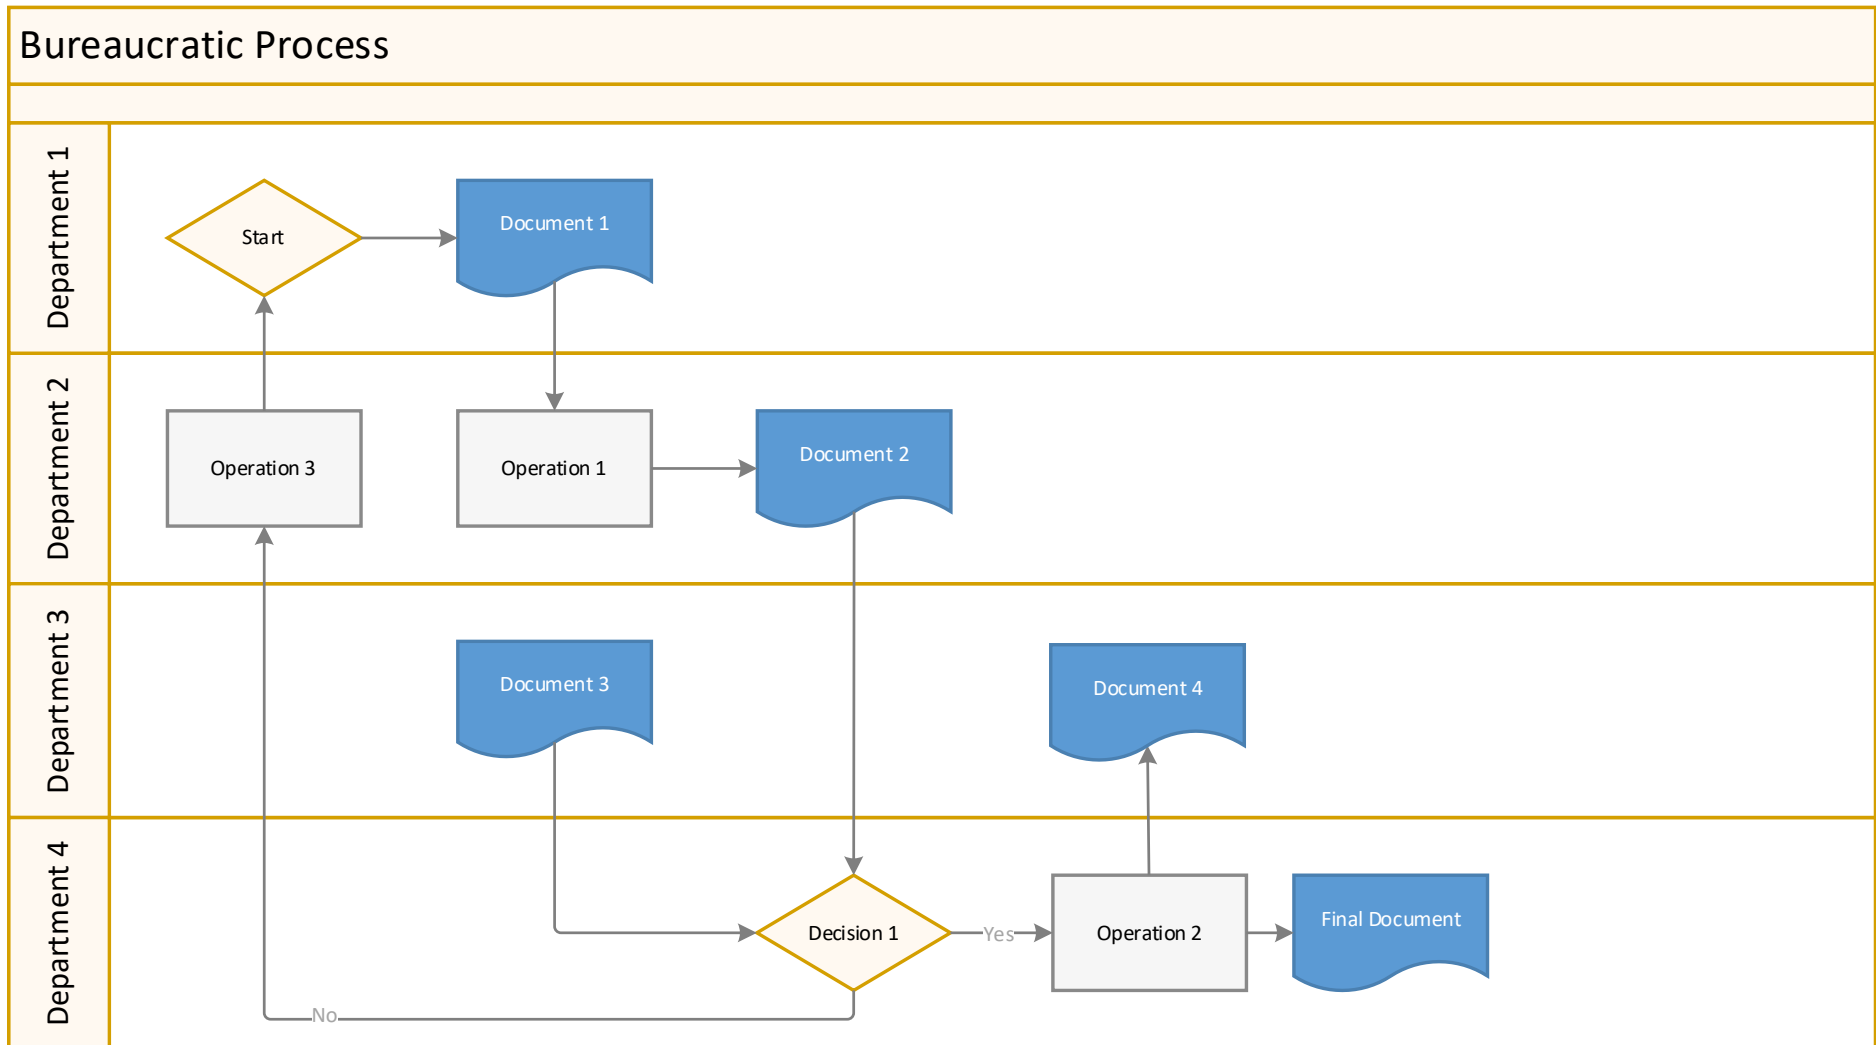 Bureaucratic Process
Department 1
Start
Document 1
Department 2
Operation 3
Operation 1
Document 2
Department 3
Document 3
Document 4
Department 4
Decision 1
Yes
Operation 2
Final Document
No